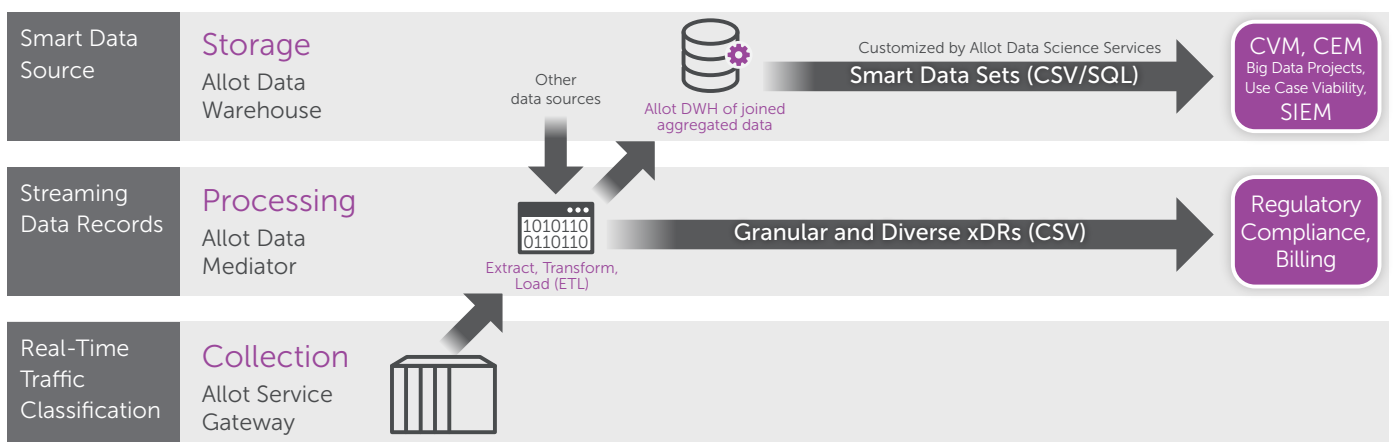 Smart Data
Source
Storage
Allot Data
Warehouse
Other
data sources
Allot DWH of joined
aggregated data
Customized by Allot Data Science Services
Smart Data Sets (CSV/SQL)
CVM, CEM
Big Data Projects,
Use Case Viability,
SIEM
Streaming
Data Records
Processing
Allot Data
Mediator
1010110
0110110
Extract, Transform,
Load (ETL)
Granular and Diverse xDRs (CSV)
Regulatory
Compliance,
Billing
Real-Time
Traffic
Classification
Collection
Allot Service
Gateway